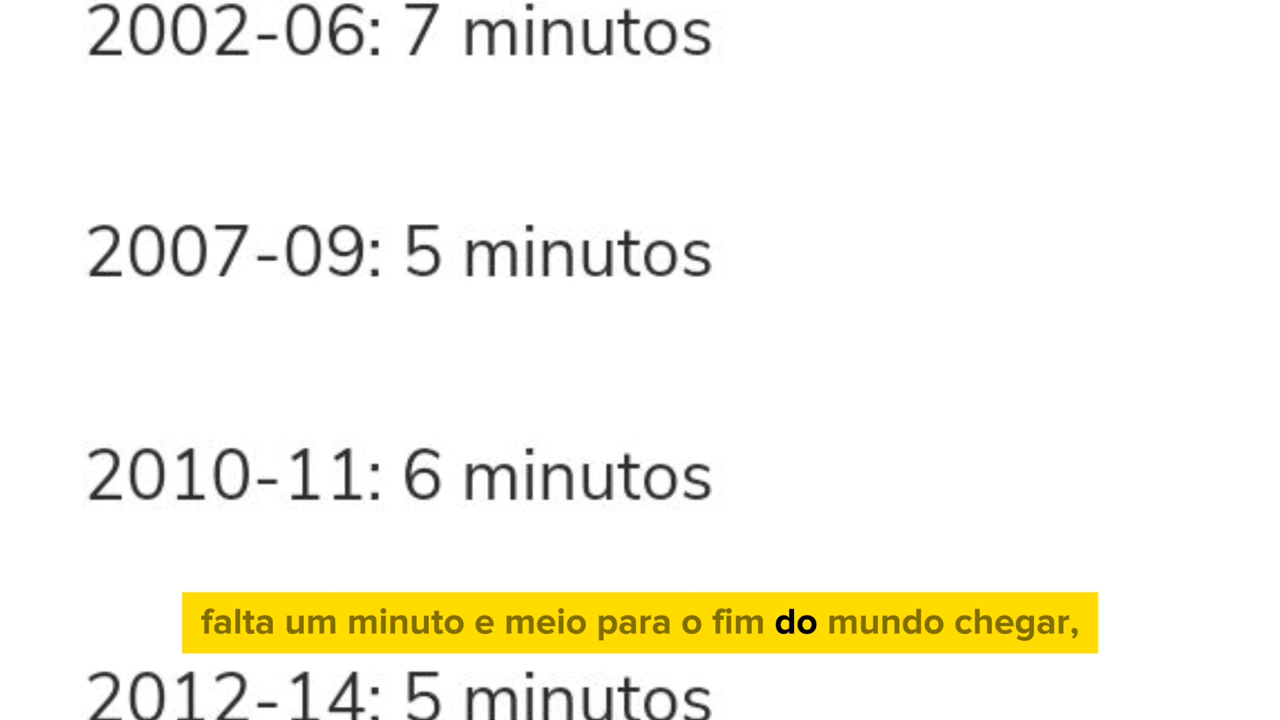 2002-06: 7 minutos
2007-09: 5 minutos
2010-11: 6 minutos
falta um minuto e meio para o fim do mundo chegar,
2012-14: 5 minutos